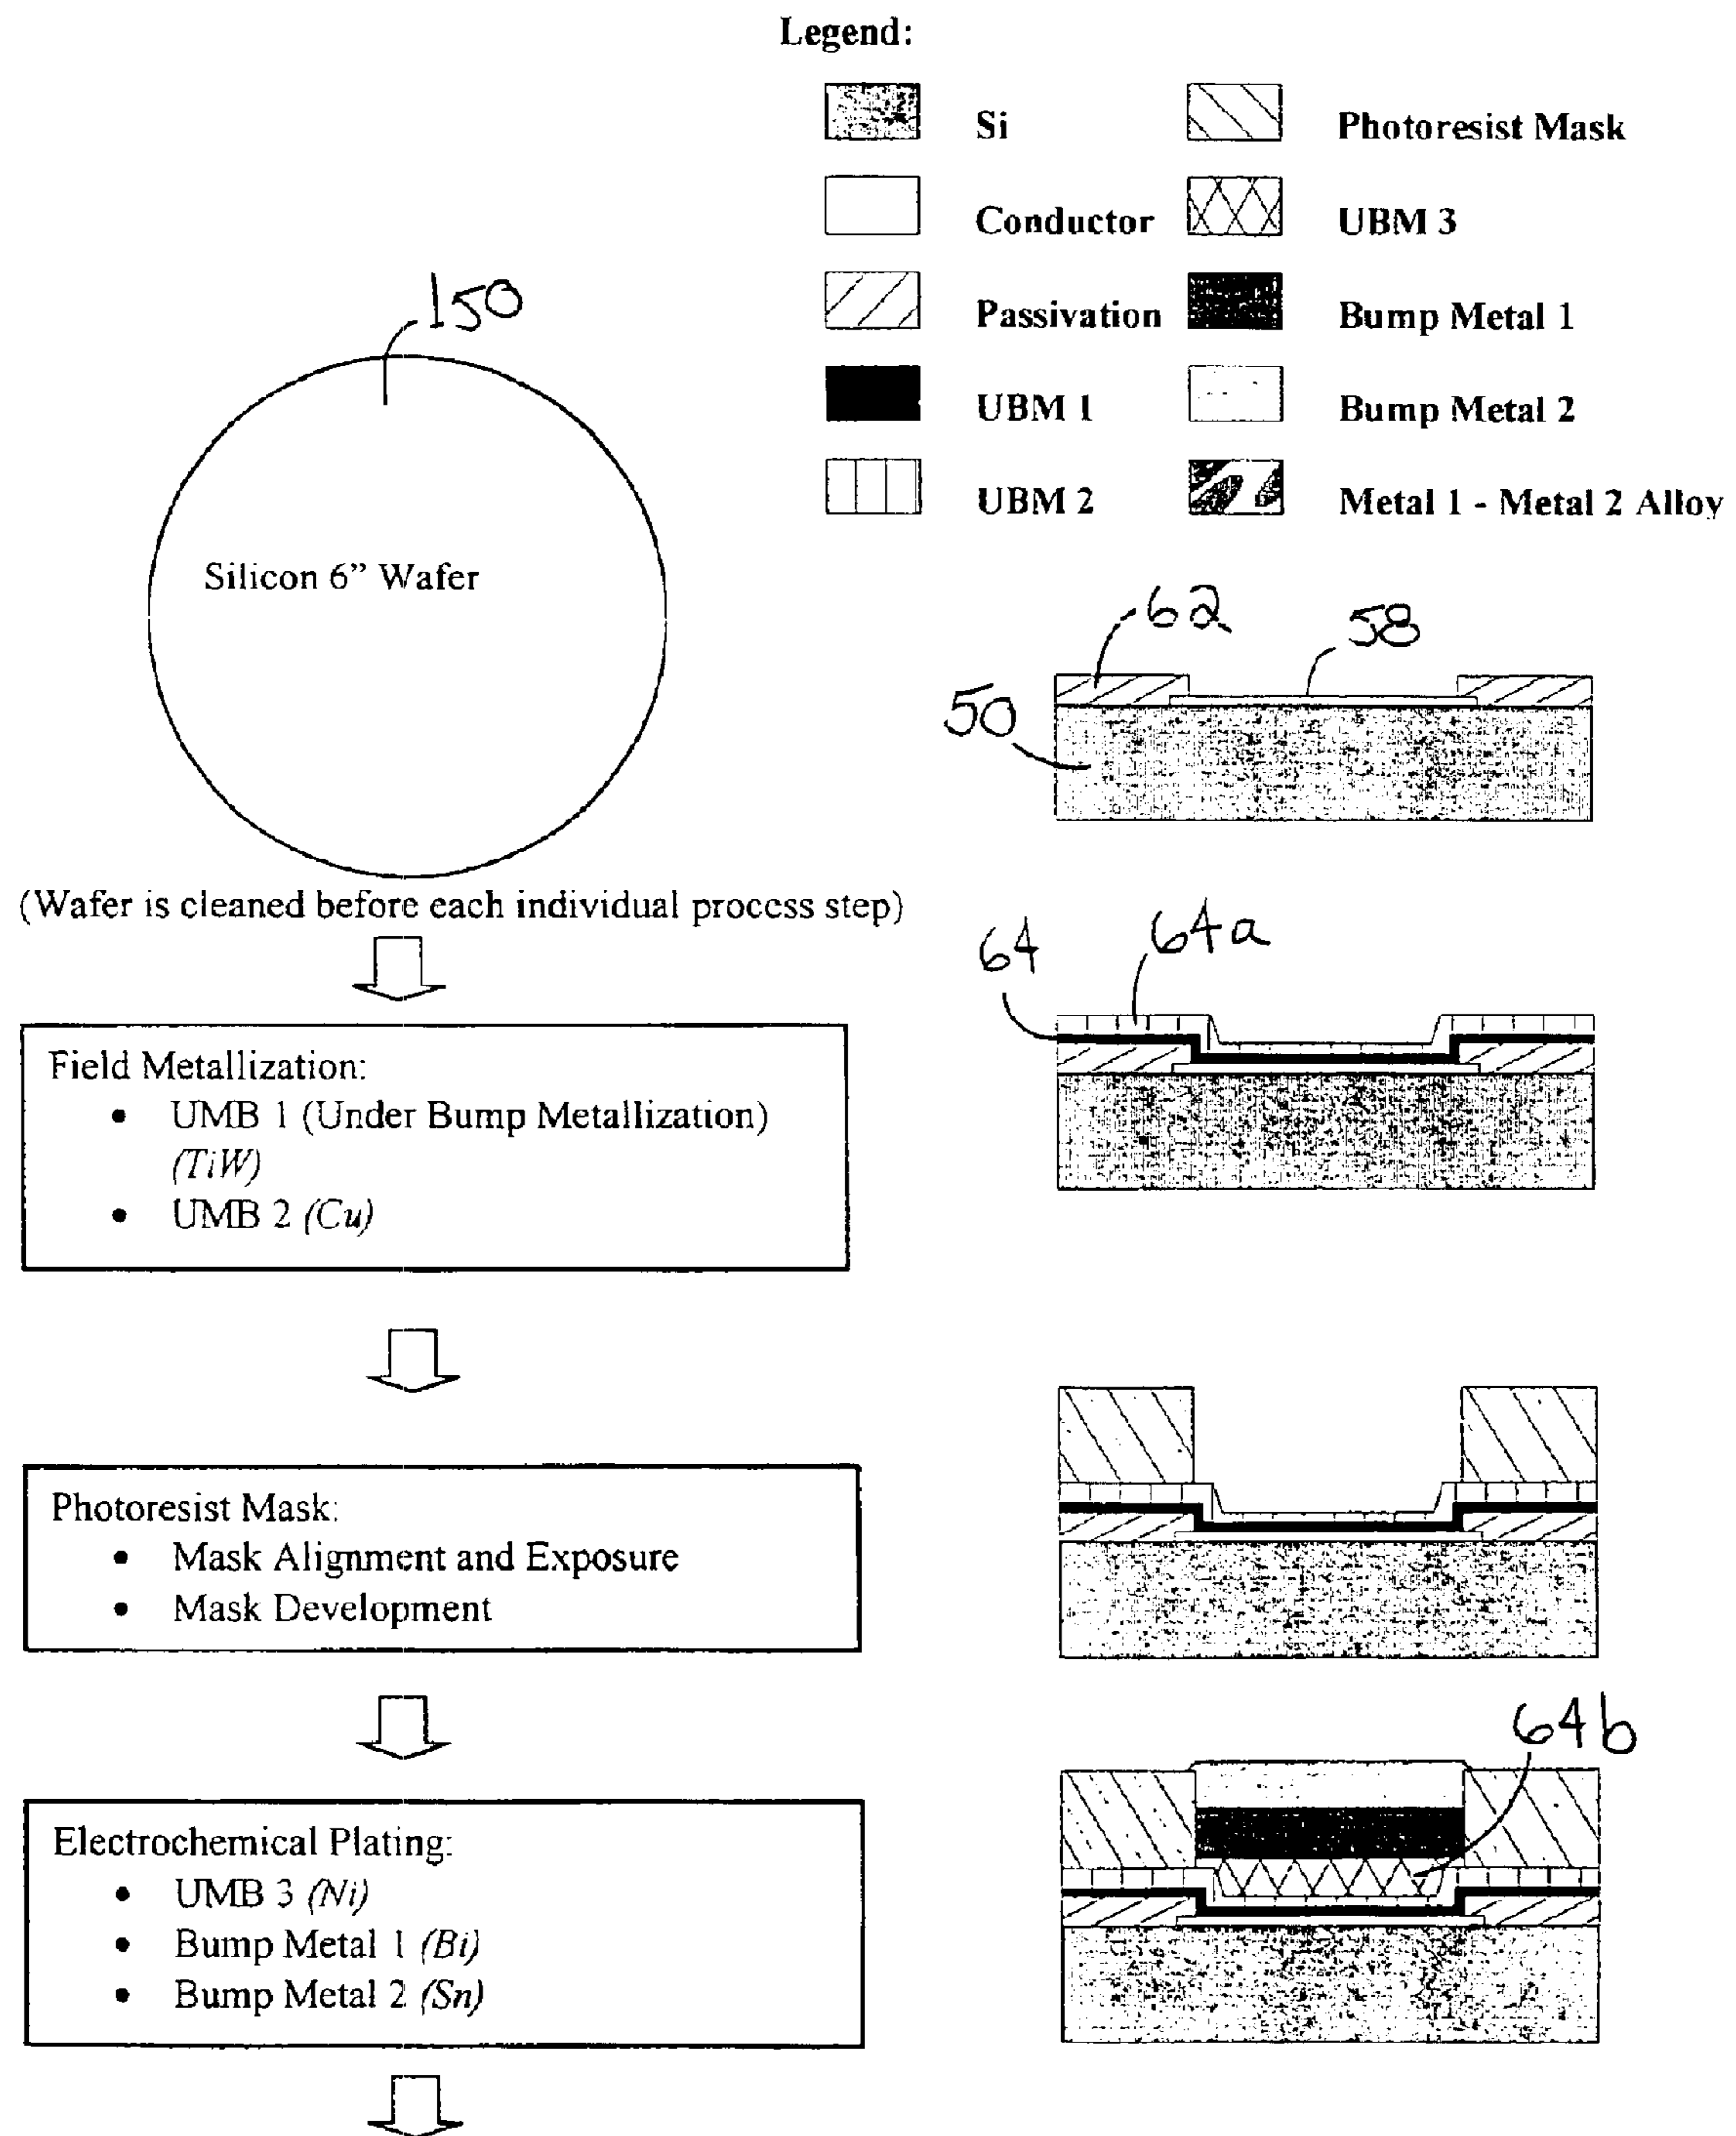 Legend:
Si
Photoresist Mask
Conductor
UBM 3
Passivation
Bump Metal 1
UBM 1
Bump Metal 2
UBM 2
Metal 1 - Metal 2 Alloy
150
Silicon 6” Wafer
62
58
50
(Wafer is cleaned before each individual process step)
64
64a
Field Metallization:
• UMB 1 (Under Bump Metallization)
(TiW)
• UMB 2 (Cu)
Photoresist Mask:
• Mask Alignment and Exposure
• Mask Development
64b
Electrochemical Plating:
• UMB 3 (Ni)
• Bump Metal 1 (Bi)
• Bump Metal 2 (Sn)